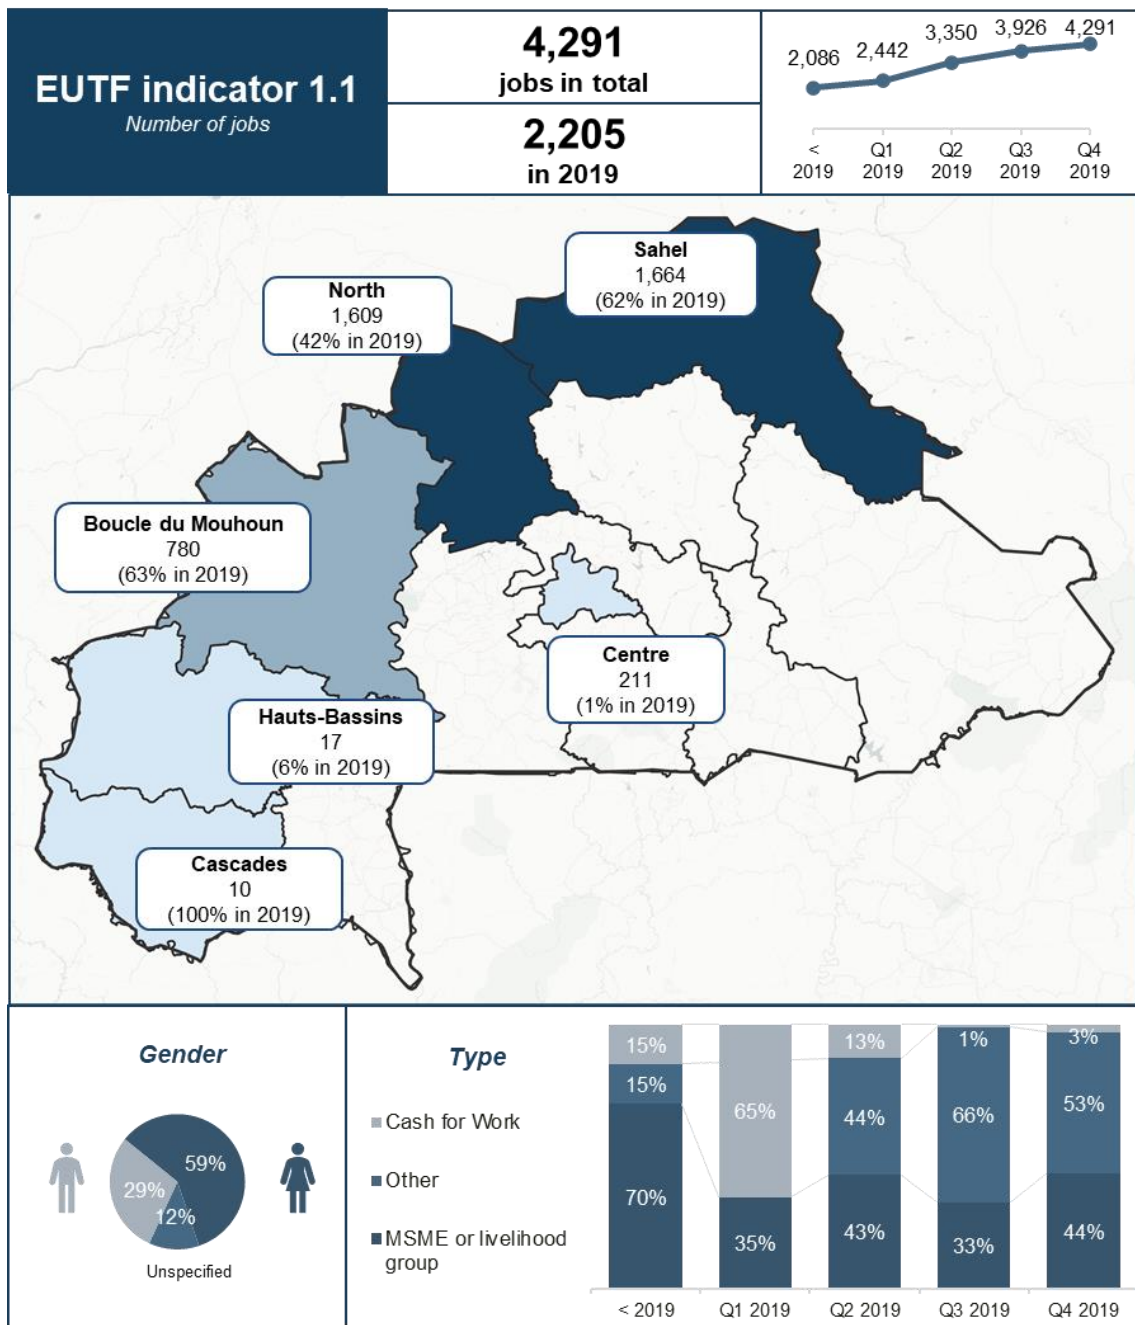 EUTF indicator 1.1
Number of jobs
4,291
jobs in total
2,205
in 2019
2,086
2,442
3,350
3,926
4,291
<
2019
Q1
2019
Q2
2019
Q3
2019
Q4
2019
Sahel
1,664
(62% in 2019)
North
1,609
(42% in 2019)
Boucle du Mouhoun
780
(63% in 2019)
Centre
211
(1% in 2019)
Hauts-Bassins
17
(6% in 2019)
Cascades
10
(100% in 2019)
Gender
59%
29%
12%
Unspecified
Type
Cash for Work
Other
MSME or livelihood
group
15%
15%
70%
65%
35%
13%
44%
43%
1%
66%
33%
3%
53%
44%
< 2019
Q1 2019
Q2 2019
Q3 2019
Q4 2019